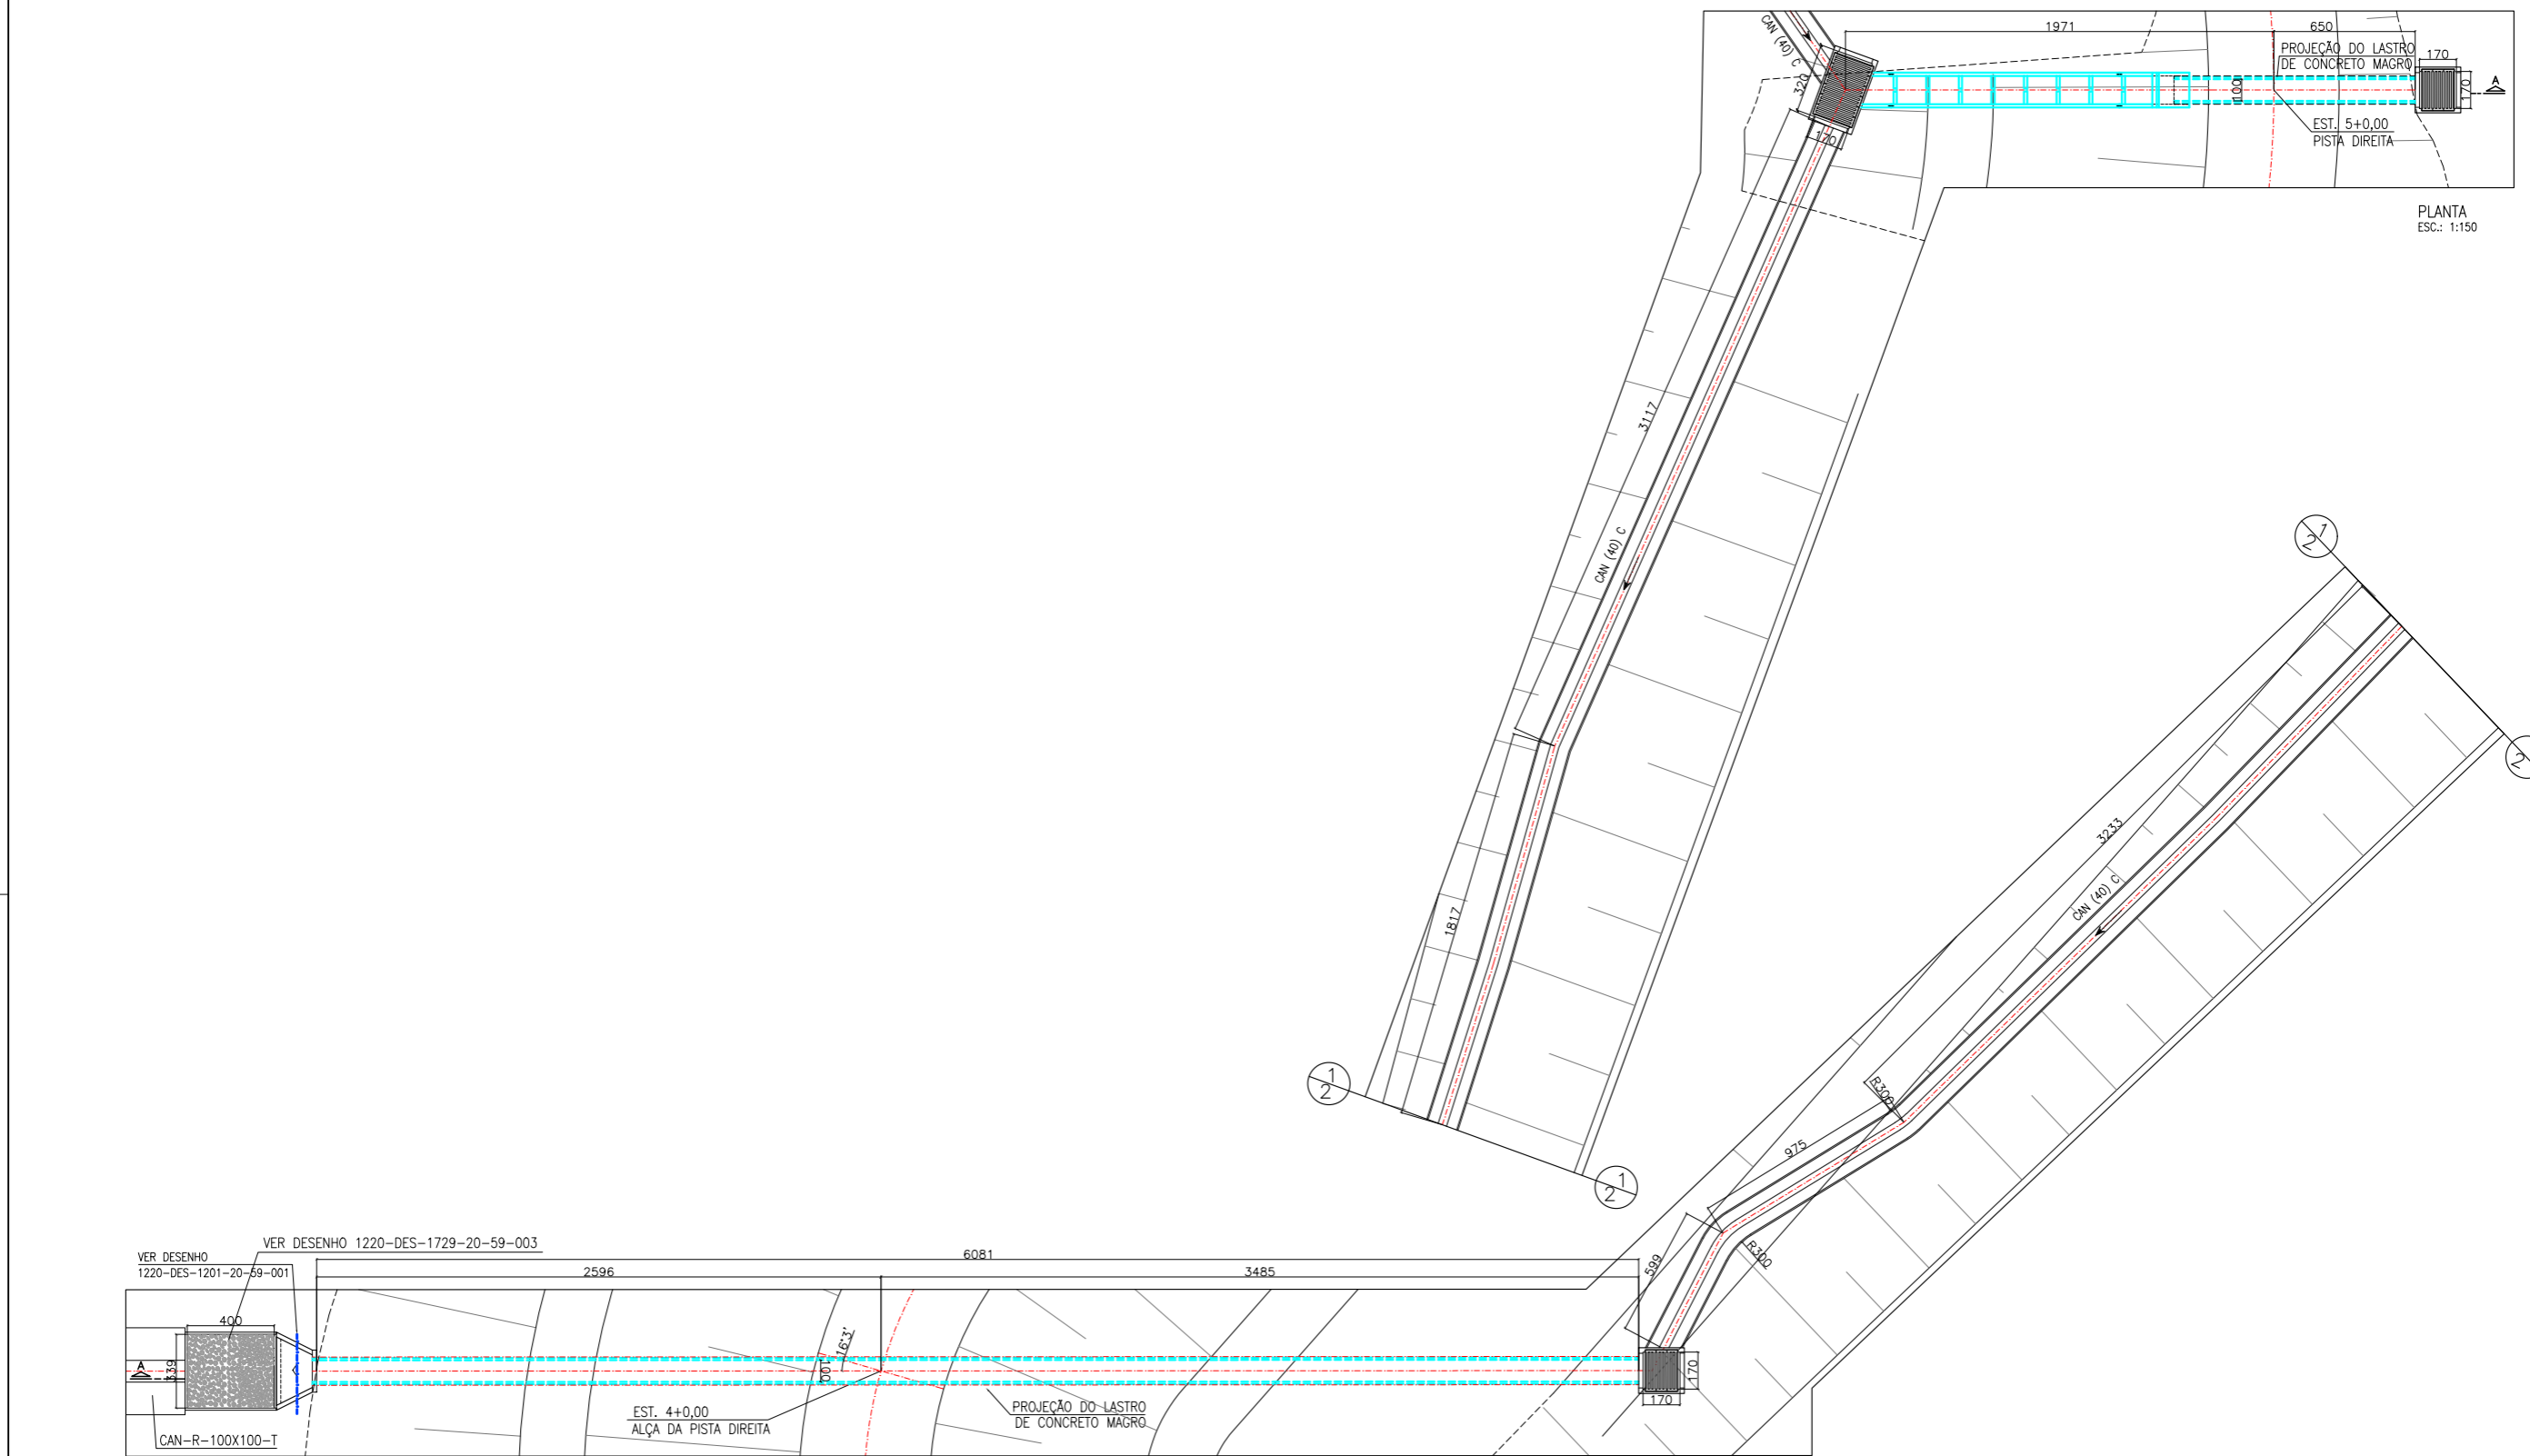 1971
650
PROJEÇÃO DO LASTRO
DE CONCRETO MAGRO
170
170
A
CAN (40) C
320
170
100
EST. 5+0,00
PISTA DIREITA
PLANTA
ESC.: 1:150
3117
CAN (40) C
1817
1
2
1
2
1
2
2
3233
CAN (40) C
R300
975
R300
599
VER DESENHO 1220-DES-1729-20-59-003
VER DESENHO
1220-DES-1201-20-59-001
6081
2596
3485
400
339
A
16°3'
100
EST. 4+0,00
ALÇA DA PISTA DIREITA
PROJEÇÃO DO LASTRO
DE CONCRETO MAGRO
170
170
CAN-R-100X100-T